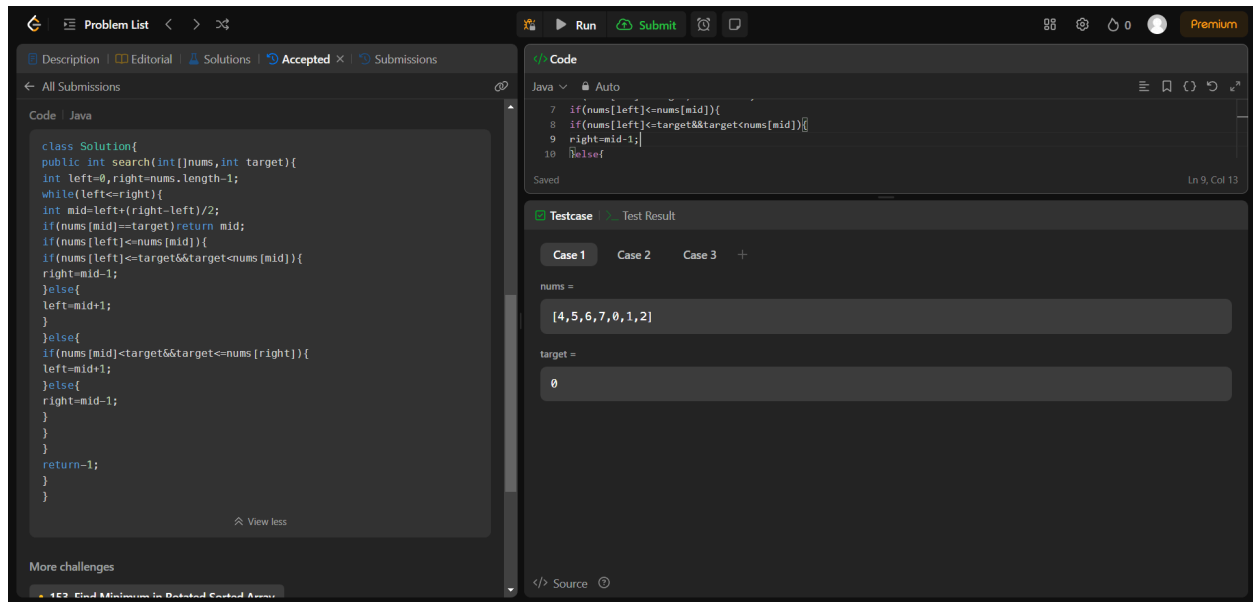 Problem List
Run
Submit
0
Premium
Description | Editorial | Solutions | Accepted × | Submissions
← All Submissions
Code | Java
class Solution{
public int search(int[]nums,int target){
int left=0,right=nums.length-1;
while(left<=right){
int mid=left+(right-left)/2;
if(nums[mid]==target)return mid;
if(nums[left]<=nums[mid]){
if(nums[left]<=target&&target<nums[mid]){
right=mid-1;
}else{
left=mid+1;
}
}else{
if(nums[mid]<target&&target<=nums[right]){
left=mid+1;
}else{
right=mid-1;
}
}
}
return-1;
}
}
View less
More challenges
153. Find Minimum in Rotated Sorted Array
</> Code
Java Auto
7 if(nums[left]<=nums[mid]){
8 if(nums[left]<=target&&target<nums[mid]){
9 right=mid-1;
10 }else{
Saved Ln 9, Col 13
Testcase | >_ Test Result
Case 1 Case 2 Case 3 +
nums =
[4,5,6,7,0,1,2]
target =
0
</> Source ?